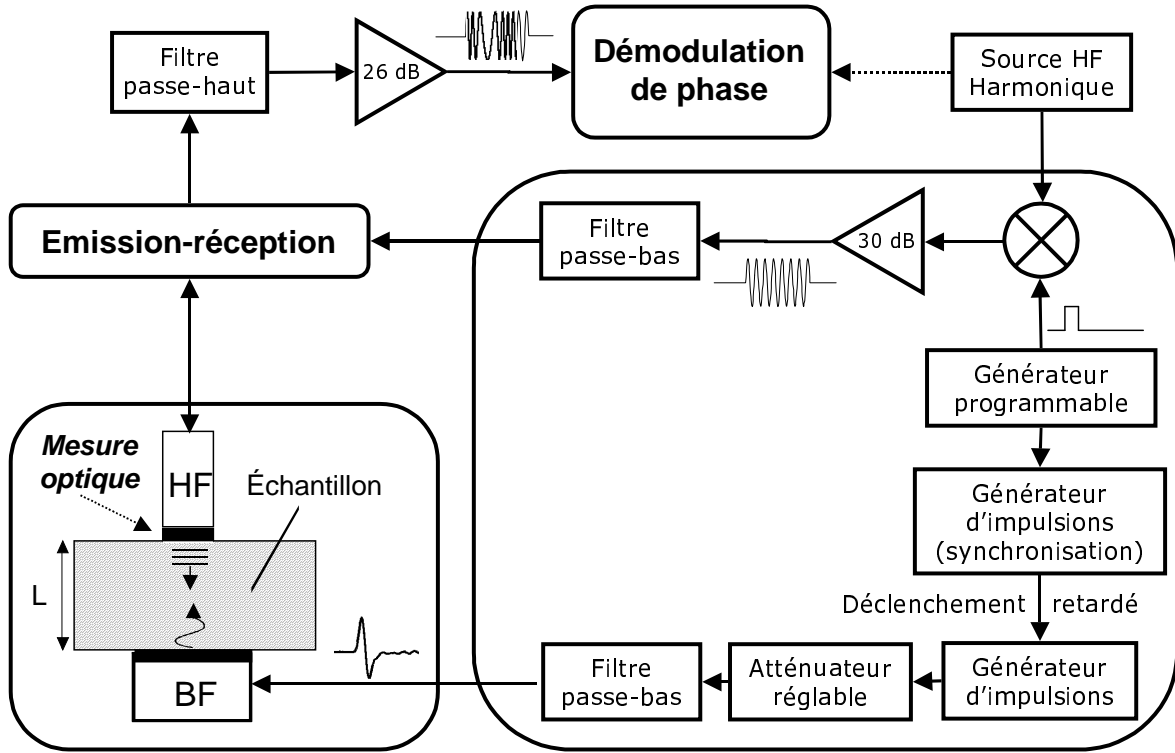 Filtre
passe-haut
26 dB
Démodulation
de phase
Source HF
Harmonique
Emission-réception
Filtre
passe-bas
30 dB
Générateur
programmable
Mesure
optique
HF
Échantillon
L
BF
Générateur
d'impulsions
(synchronisation)
Déclenchement retardé
Filtre
passe-bas
Atténuateur
réglable
Générateur
d'impulsions